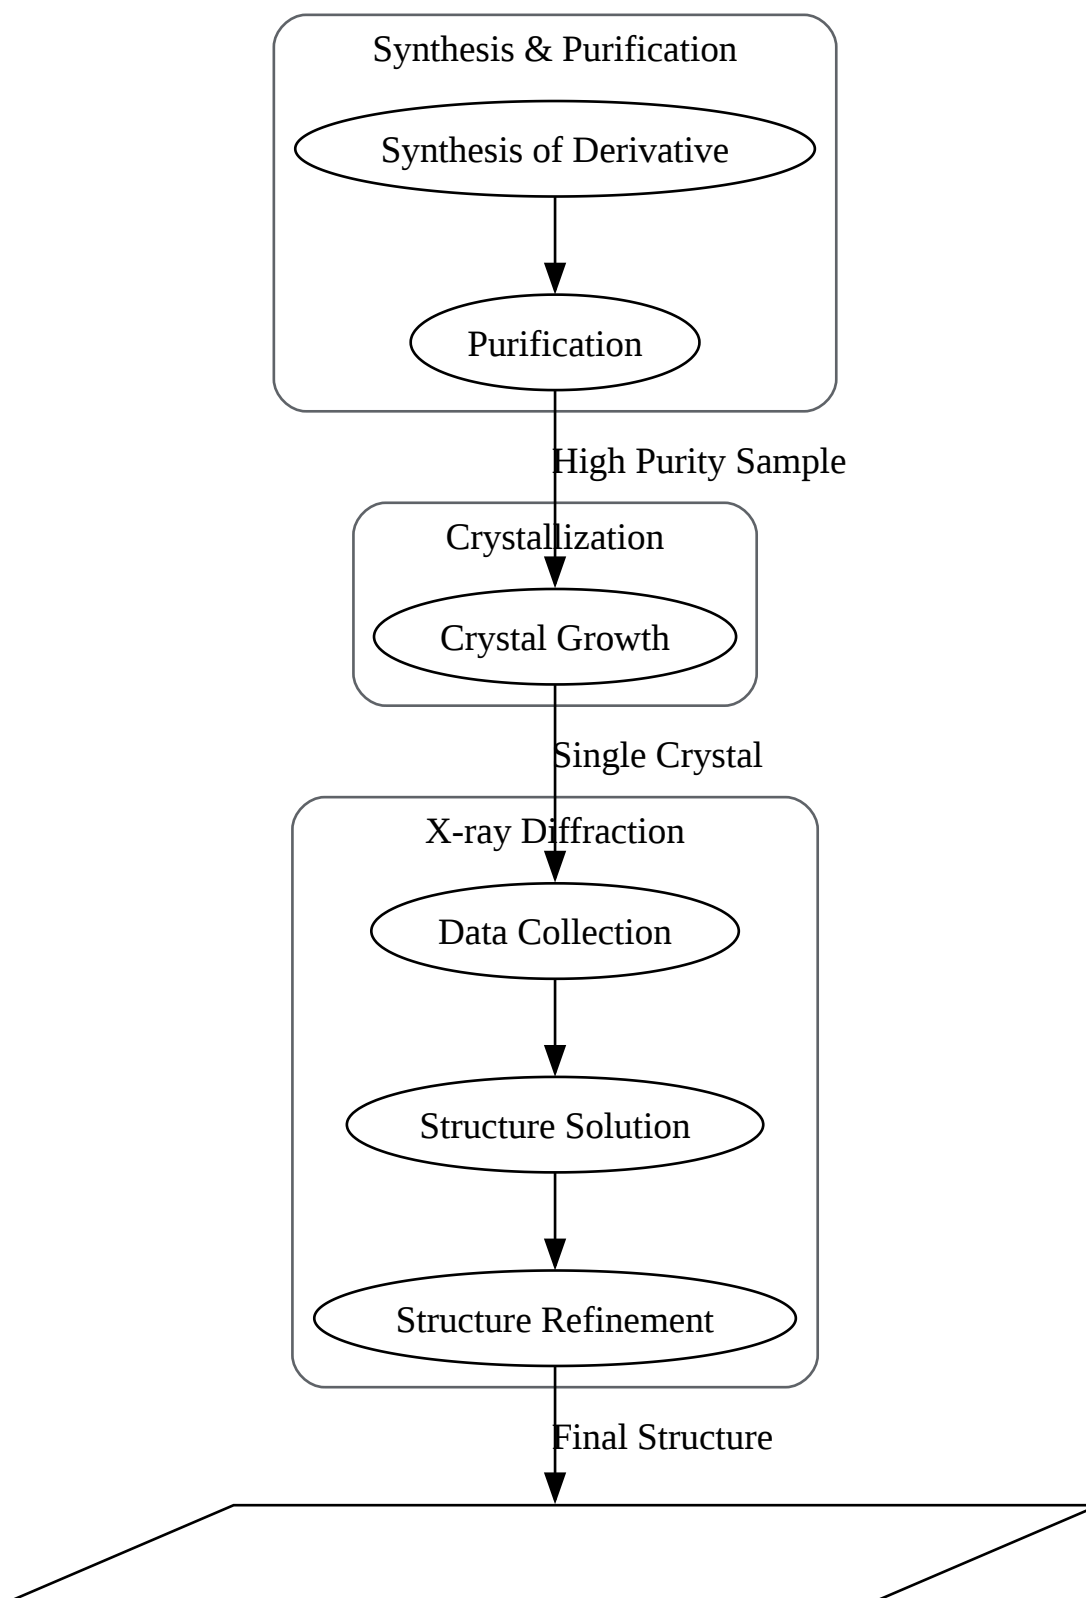 Synthesis & Purification
Synthesis of Derivative
Purification
High Purity Sample
Crystallization
Crystal Growth
Single Crystal
X-ray Diffraction
Data Collection
Structure Solution
Structure Refinement
Final Structure